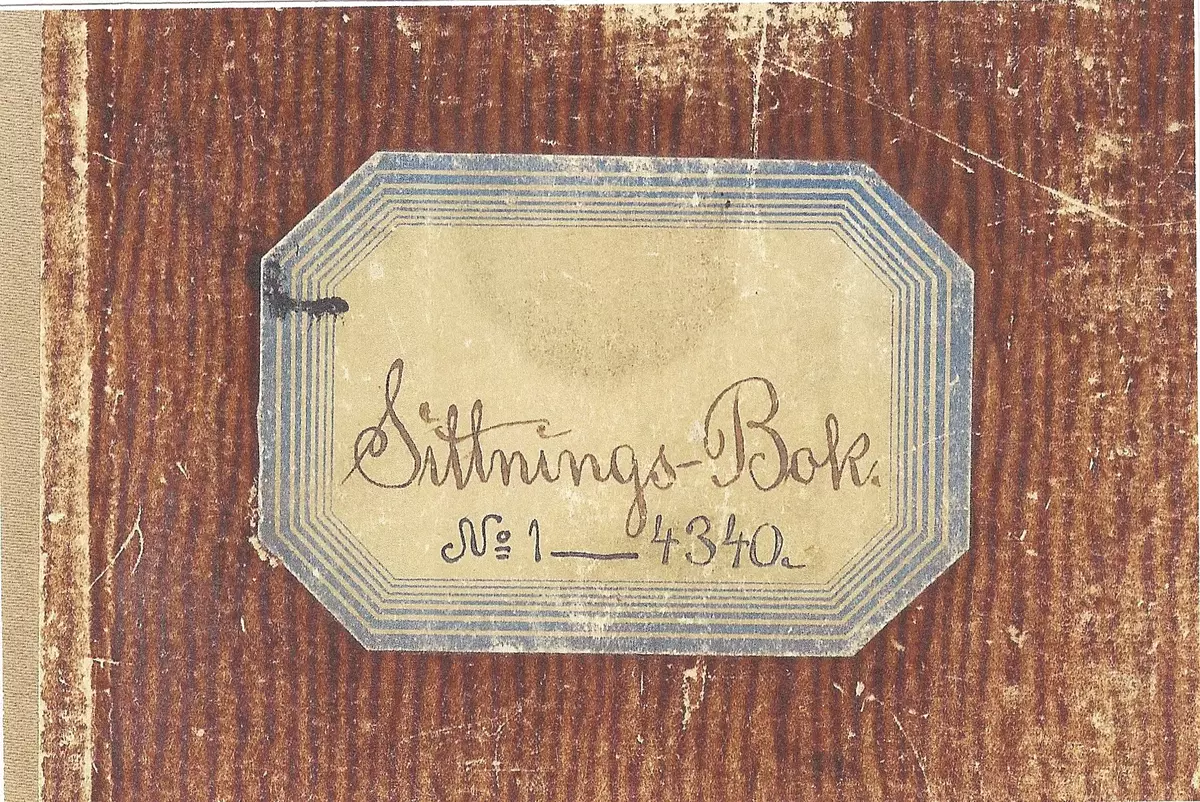 Sittnings-Bok.
Nº 1 — 4340.